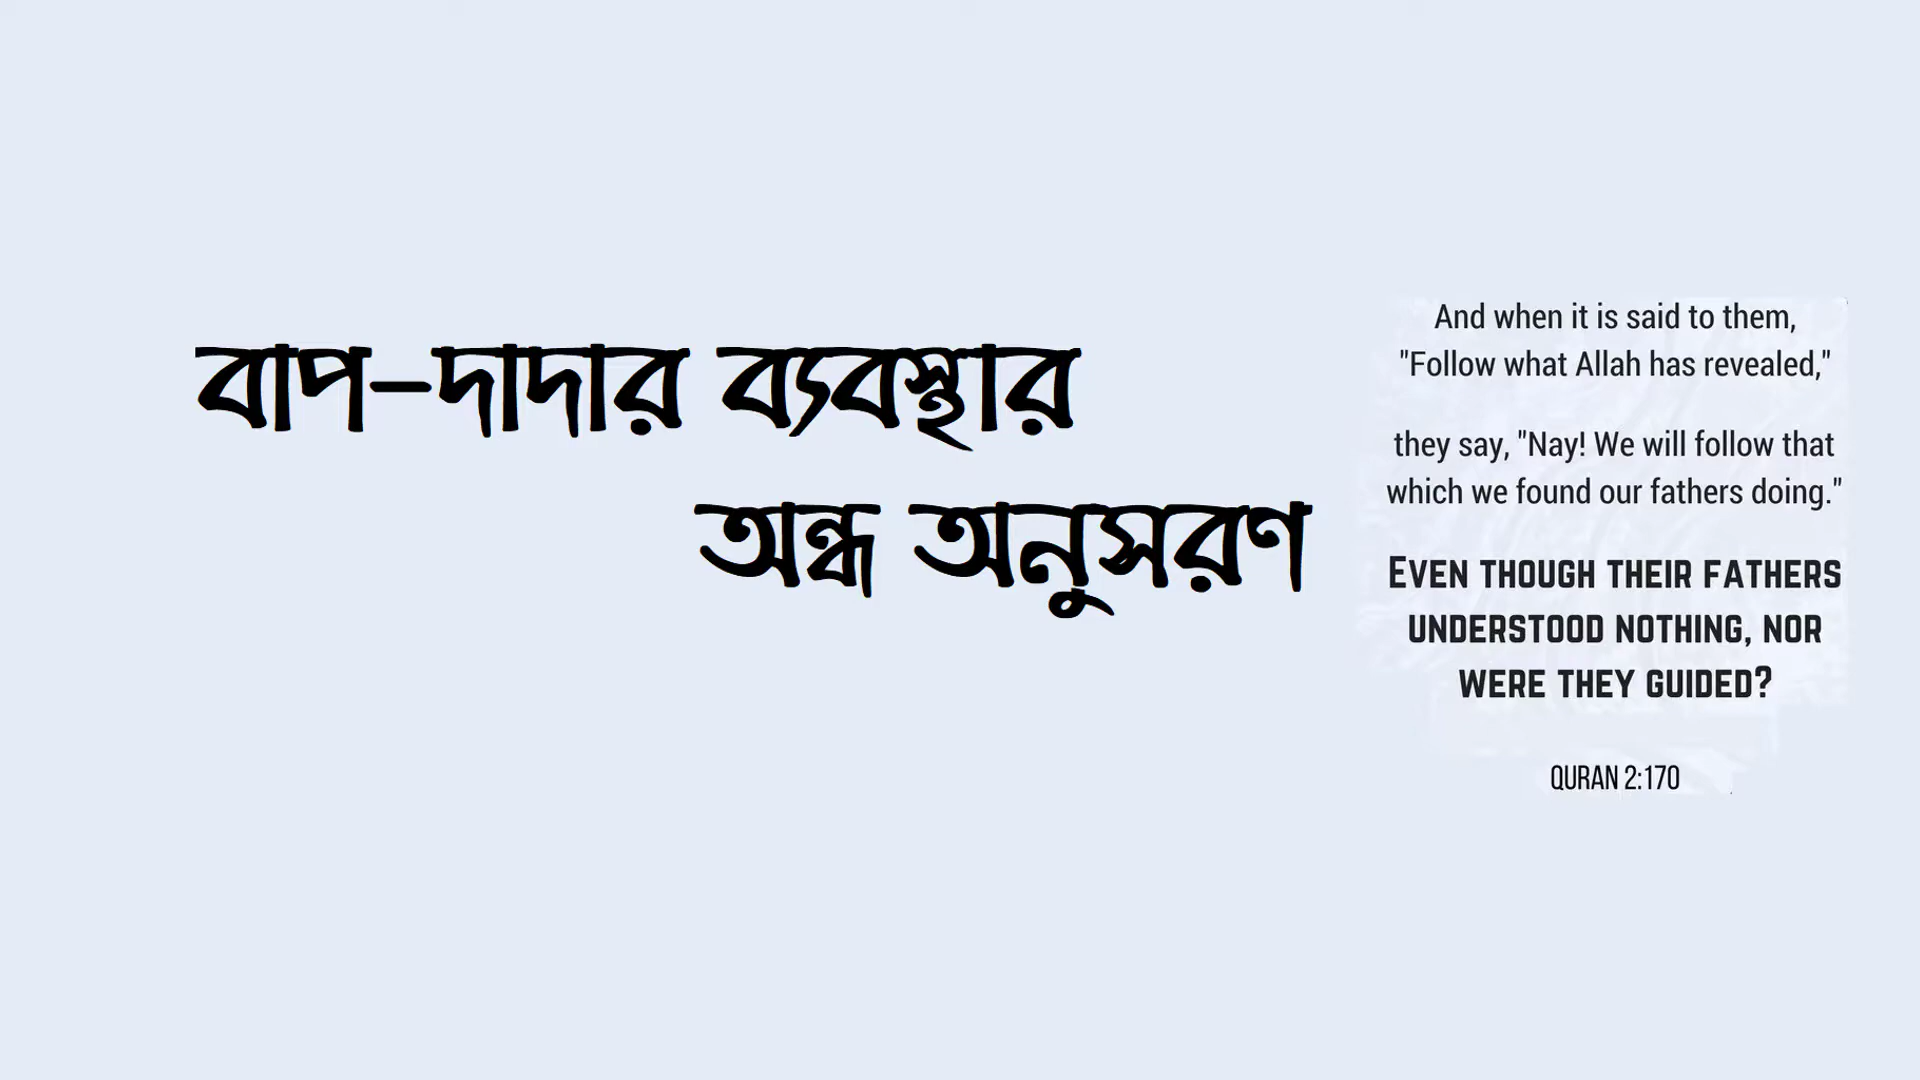 বাপ-দাদার ব্যবস্থার
অন্ধ অনুসরণ
And when it is said to them,
"Follow what Allah has revealed,"
they say, "Nay! We will follow that
which we found our fathers doing."
EVEN THOUGH THEIR FATHERS
UNDERSTOOD NOTHING, NOR
WERE THEY GUIDED?
QURAN 2:170